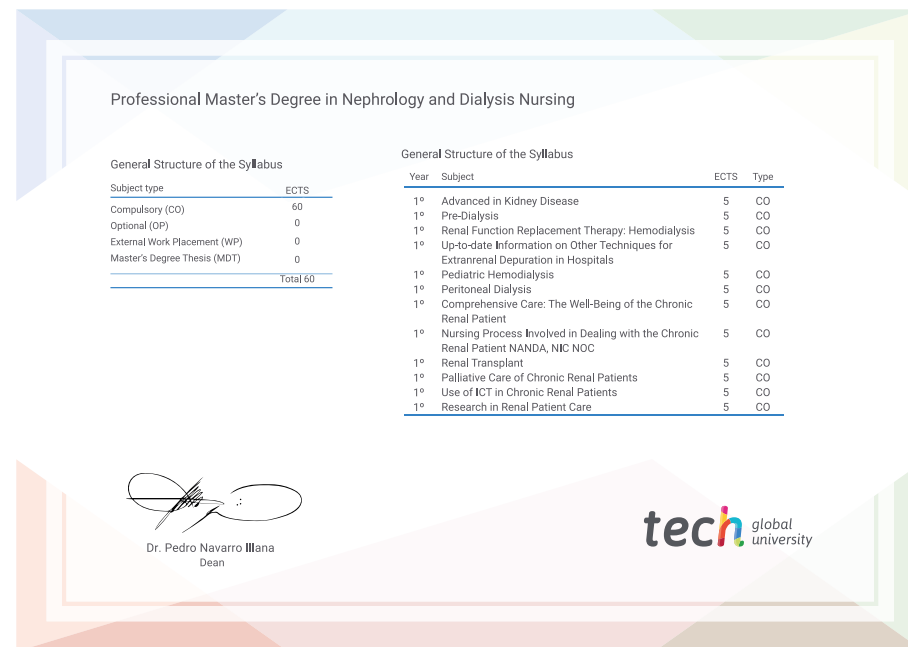 Professional Master's Degree in Nephrology and Dialysis Nursing
General Structure of the Syllabus
Subject type ECTS
Compulsory (CO) 60
Optional (OP) 0
External Work Placement (WP) 0
Master's Degree Thesis (MDT) 0
Total 60
General Structure of the Syllabus
Year Subject ECTS Type
1º Advanced in Kidney Disease 5 CO
1º Pre-Dialysis 5 CO
1º Renal Function Replacement Therapy: Hemodialysis 5 CO
1º Up-to-date Information on Other Techniques for 5 CO
Extranrenal Depuration in Hospitals
1º Pediatric Hemodialysis 5 CO
1º Peritoneal Dialysis 5 CO
1º Comprehensive Care: The Well-Being of the Chronic 5 CO
Renal Patient
1º Nursing Process Involved in Dealing with the Chronic 5 CO
Renal Patient NANDA, NIC NOC
1º Renal Transplant 5 CO
1º Palliative Care of Chronic Renal Patients 5 CO
1º Use of ICT in Chronic Renal Patients 5 CO
1º Research in Renal Patient Care 5 CO
Dr. Pedro Navarro Illana
Dean
tech global
university